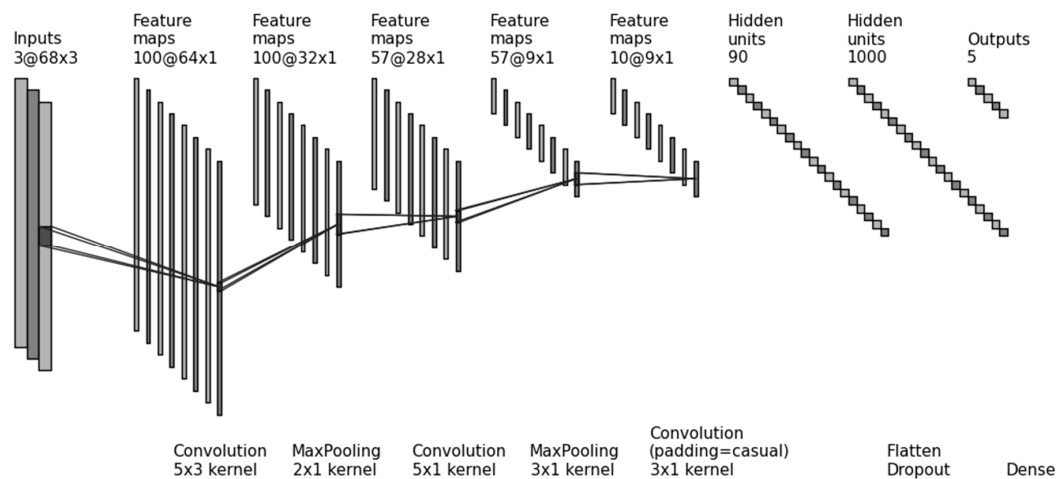 Inputs
3@68x3
Feature
maps
100@64x1
Feature
maps
100@32x1
Feature
maps
57@28x1
Feature
maps
57@9x1
Feature
maps
10@9x1
Hidden
units
90
Hidden
units
1000
Outputs
5
Convolution
5x3 kernel
MaxPooling
2x1 kernel
Convolution
5x1 kernel
MaxPooling
3x1 kernel
Convolution
(padding=casual)
3x1 kernel
Flatten
Dropout
Dense